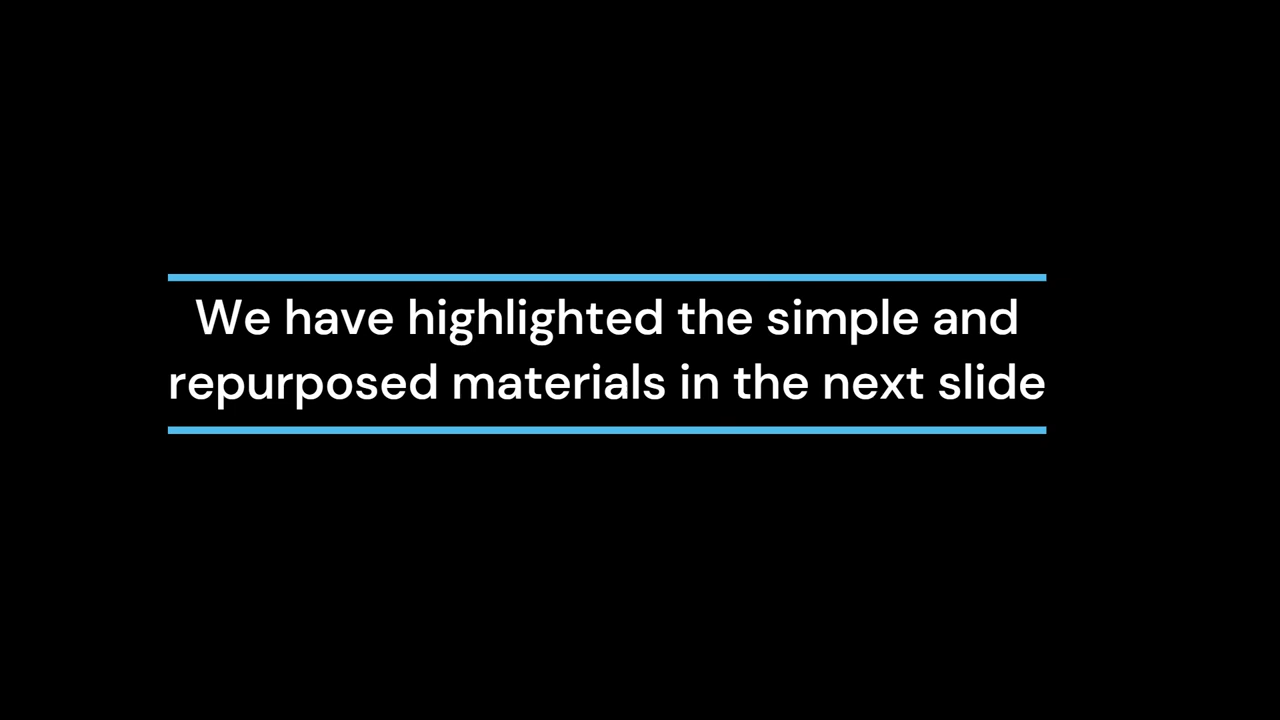 We have highlighted the simple and
repurposed materials in the next slide